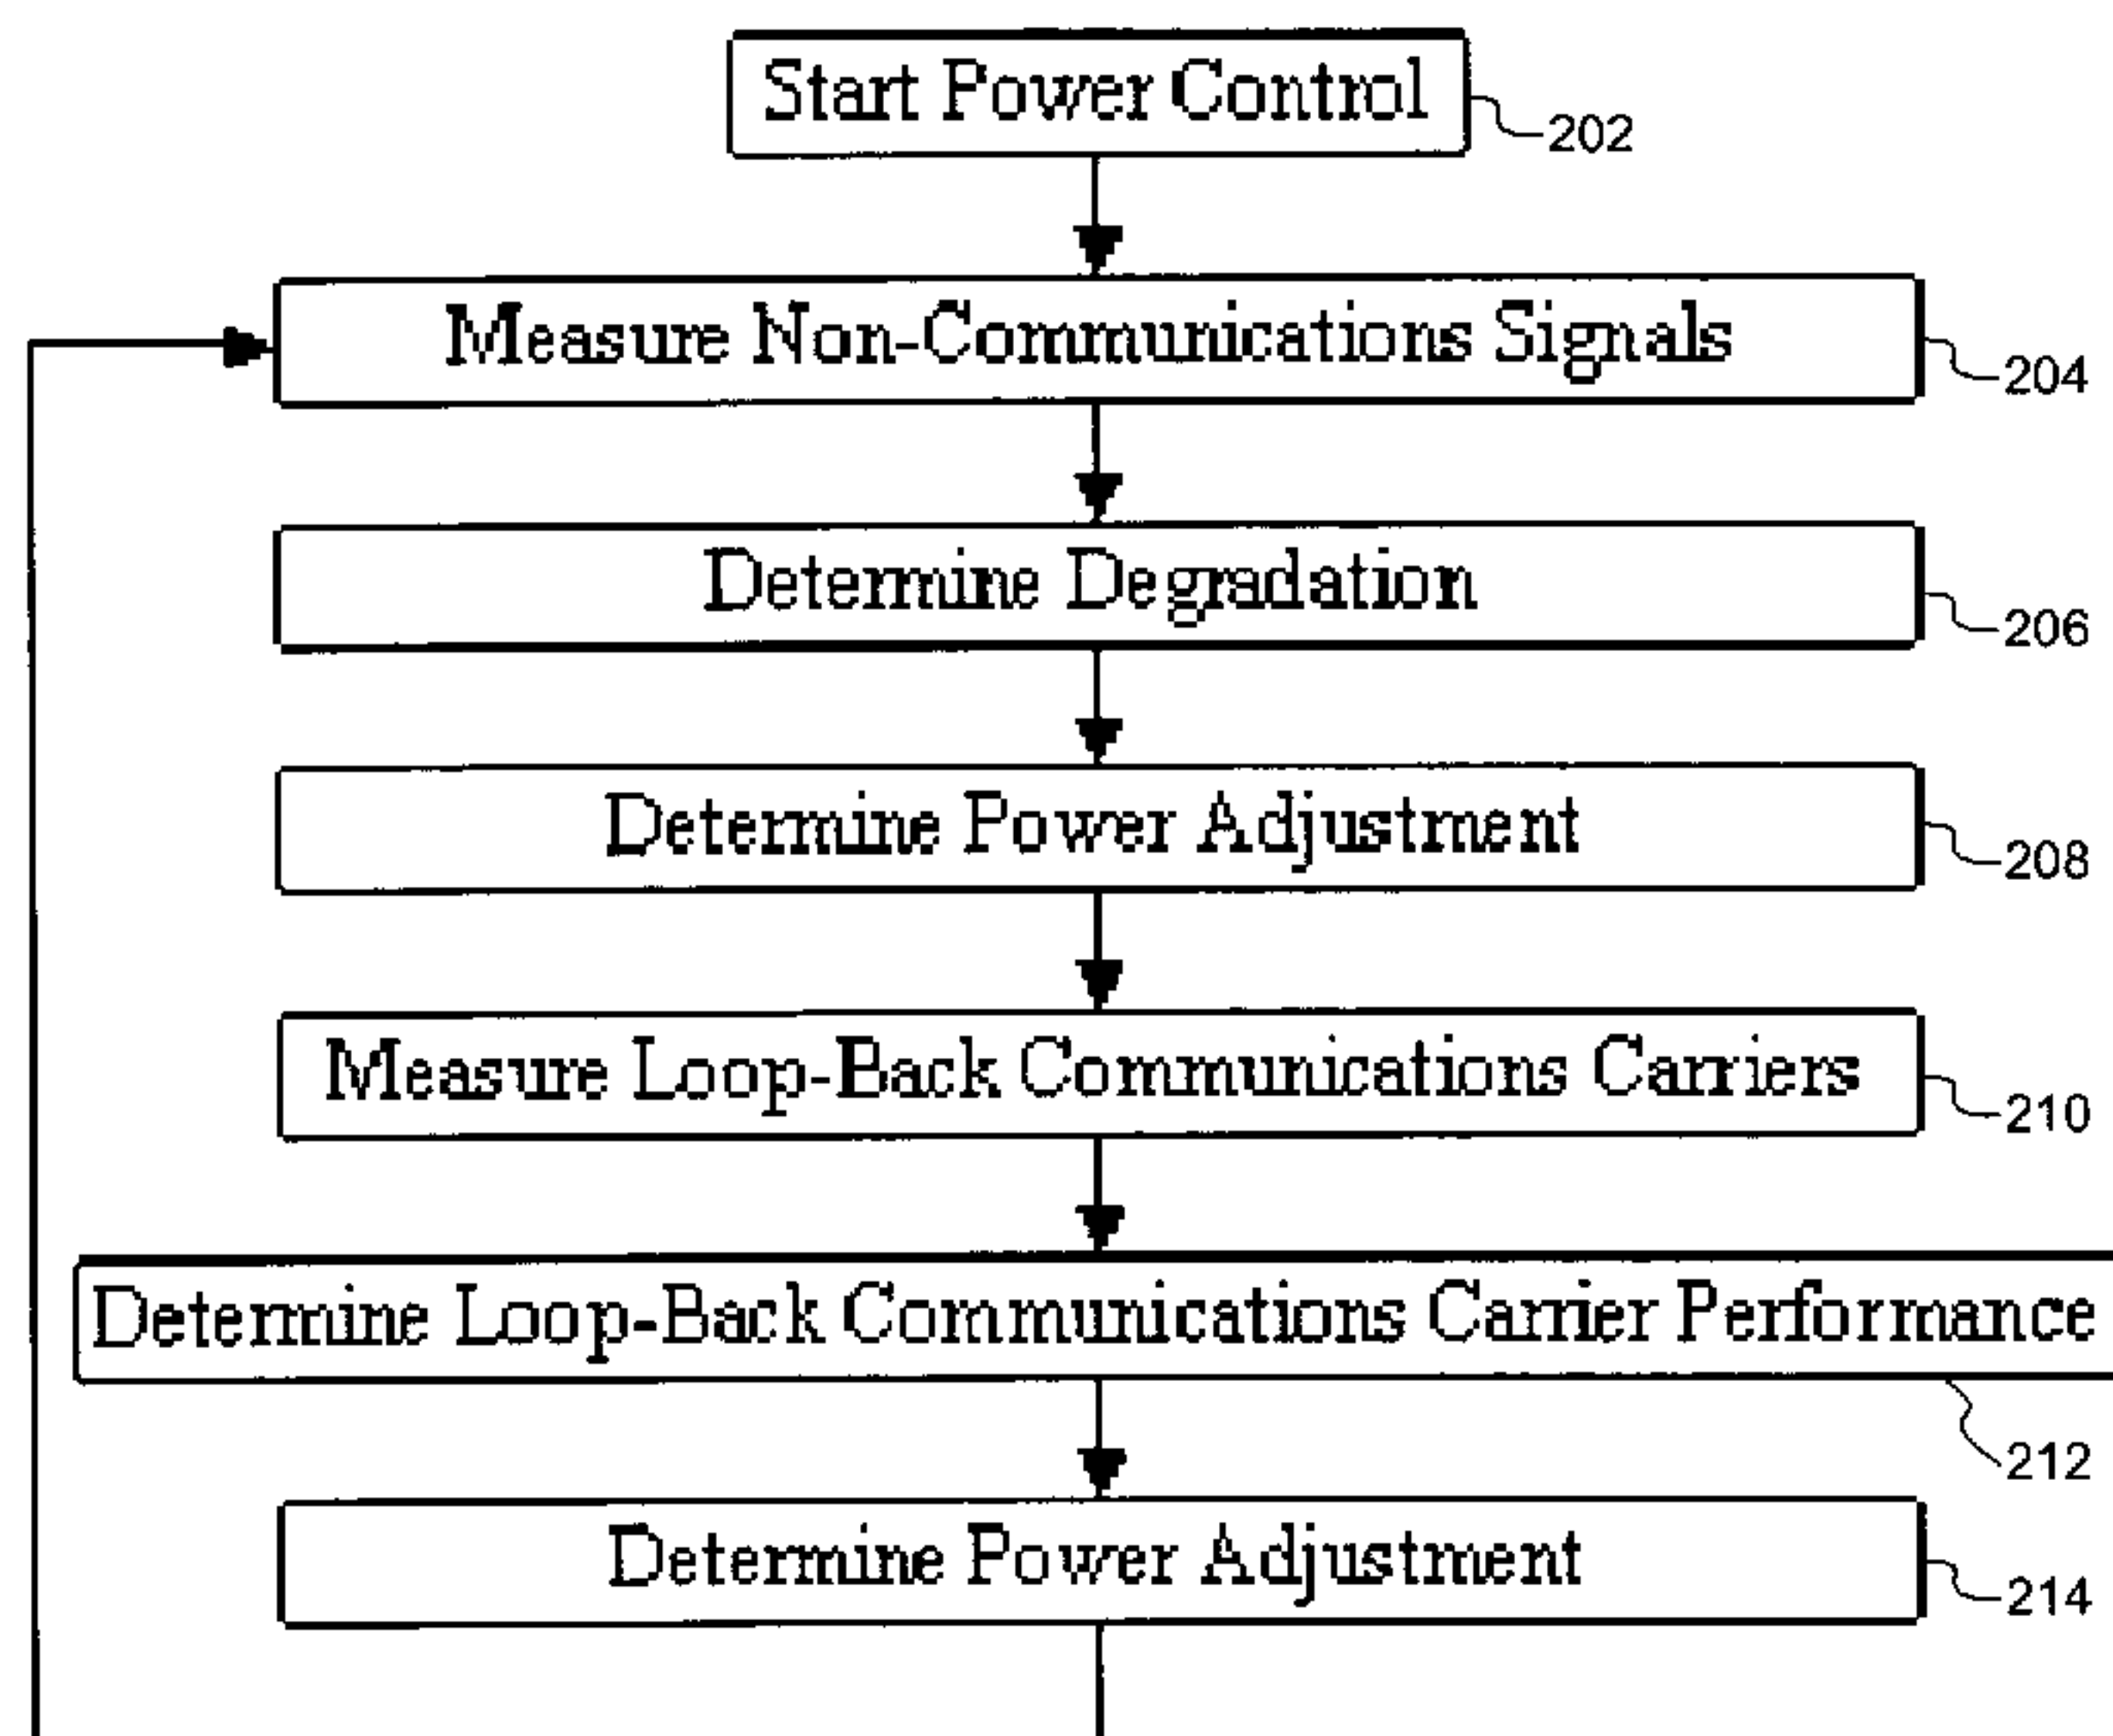 Start Power Control
202
Measure Non-Communications Signals
204
Determine Degradation
206
Determine Power Adjustment
208
Measure Loop-Back Communications Carriers
210
Determine Loop-Back Communications Carrier Performance
212
Determine Power Adjustment
214